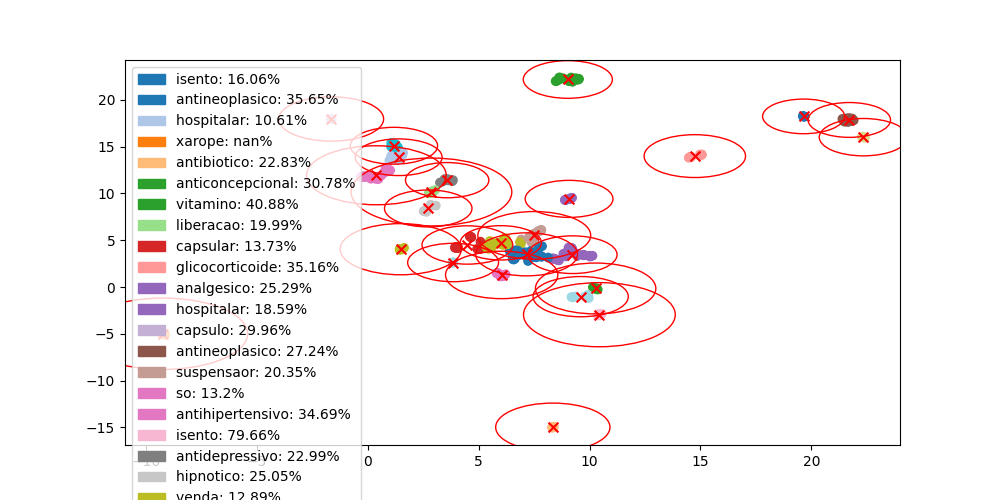 isento: 16.06%
antineoplasico: 35.65%
hospitalar: 10.61%
xarope: nan%
antibiotico: 22.83%
anticoncepcional: 30.78%
vitamino: 40.88%
liberacao: 19.99%
capsular: 13.73%
glicocorticoide: 35.16%
analgesico: 25.29%
hospitalar: 18.59%
capsulo: 29.96%
antineoplasico: 27.24%
suspensaor: 20.35%
so: 13.2%
antihipertensivo: 34.69%
isento: 79.66%
antidepressivo: 22.99%
hipnotico: 25.05%
venda: 12.89%
20
15
10
5
0
−5
−10
−15
−10
−5
0
5
10
15
20